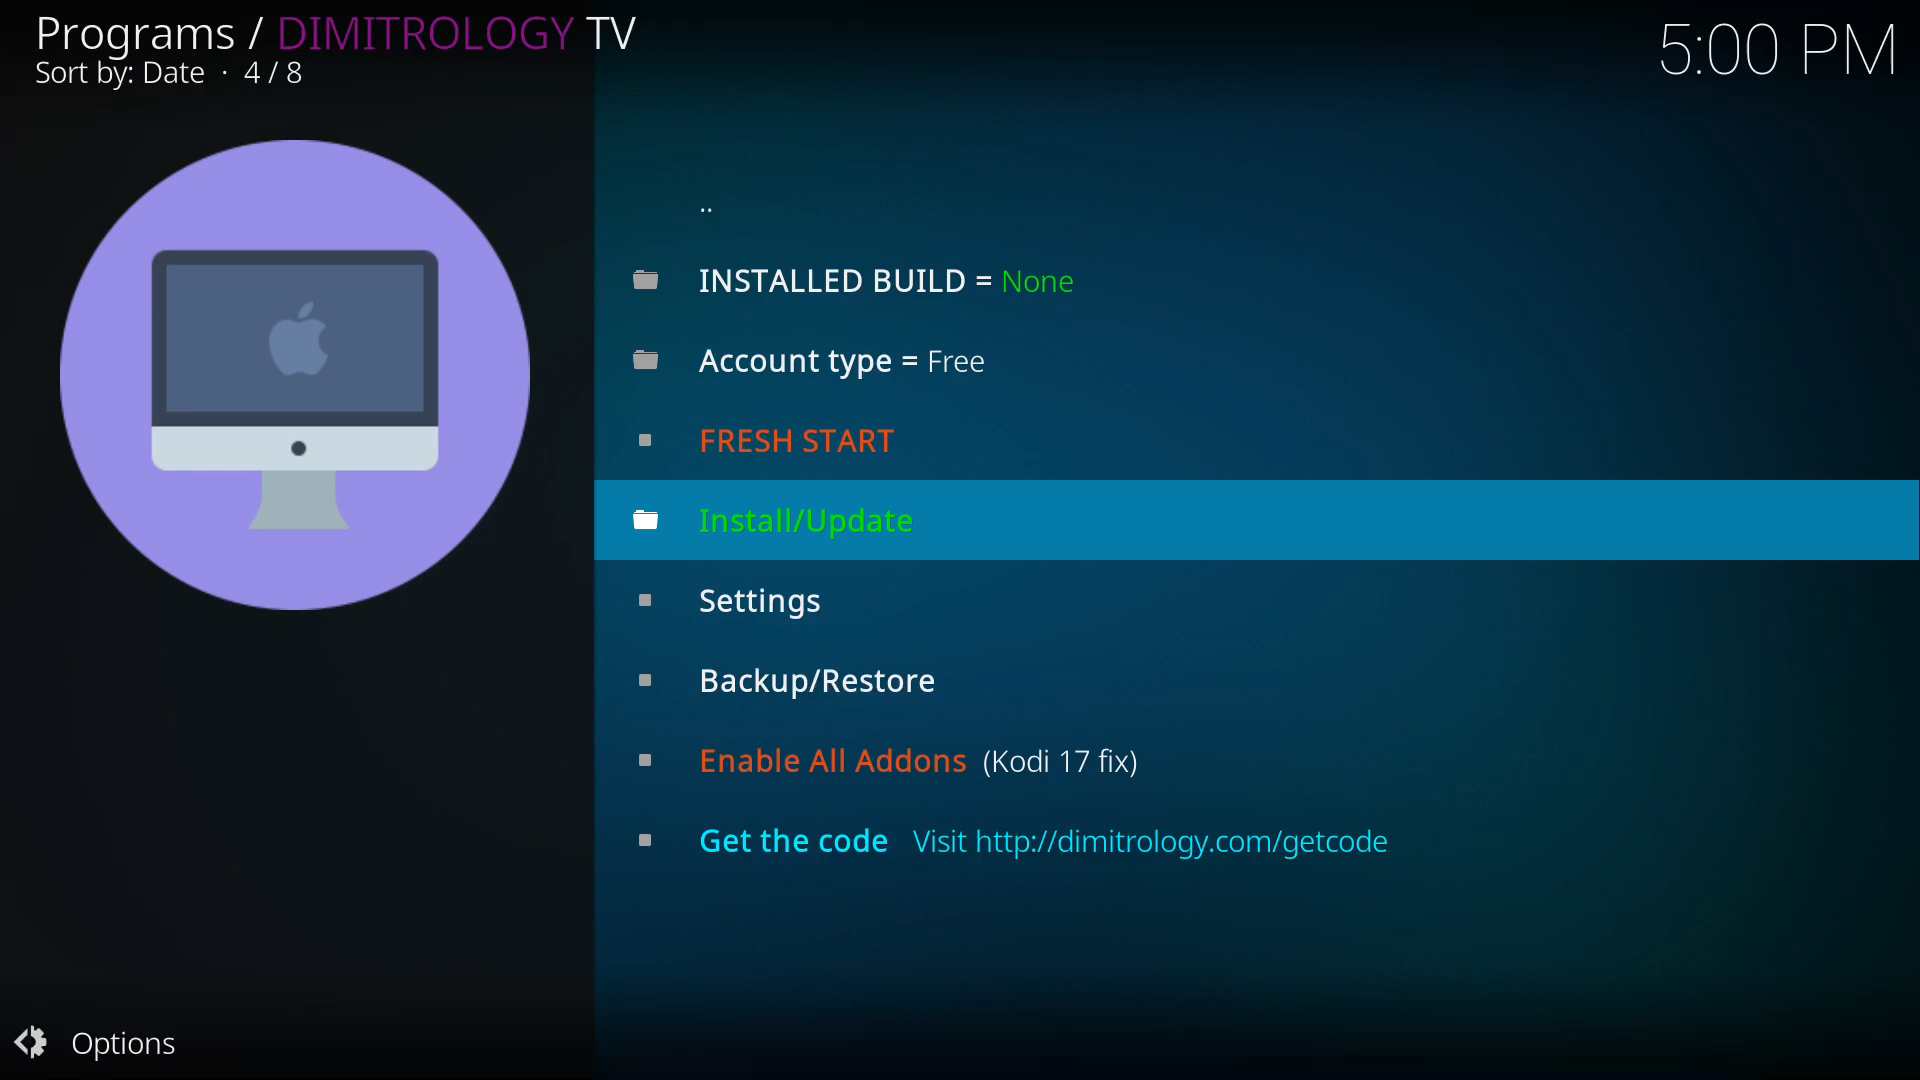 Programs / DIMITROLOGY TV
Sort by: Date · 4 / 8
5:00 PM
..
INSTALLED BUILD = None
Account type = Free
FRESH START
Install/Update
Settings
Backup/Restore
Enable All Addons (Kodi 17 fix)
Get the code Visit http://dimitrology.com/getcode
Options